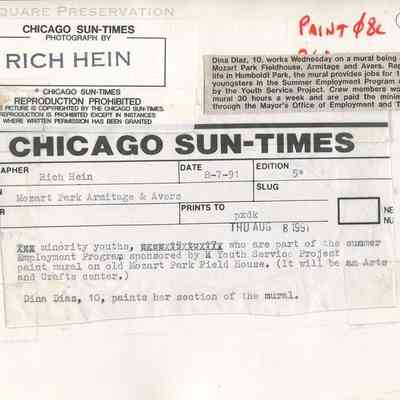 SQUARE PRESERVATION
CHICAGO SUN-TIMES
PHOTOGRAPH BY
RICH HEIN
© CHICAGO SUN-TIMES
REPRODUCTION PROHIBITED
PICTURE IS COPYRIGHTED BY THE CHICAGO SUN-TIMES.
REPRODUCTION IS PROHIBITED EXCEPT IN INSTANCES
WHERE WRITTEN PERMISSION HAS BEEN GRANTED
PAINT
Dina Diaz, 10, works Wednesday on a mural being
Mozart Park Fieldhouse, Armitage and Avers.
life in Humboldt Park, the mural provides jobs for
youngsters in the Summer Employment Program
by the Youth Service Project. Crew members
mural 30 hours a week and are paid the
through the Mayor's Office of Employment and
CHICAGO SUN-TIMES
APHER Rich Hein
DATE 8-7-91
EDITION 5*
Mozart Park Armitage & Avers
SLUG
PRINTS TO pxdk
THU AUG 8 1991
NE
NU
minority youths, who are part of the summer
Employment Program sponsored by M Youth Service Project
paint mural on old Mozart Park Field House. (It will be an Arts
and Crafts center.)
Dina Diaz, 10, paints her section of the mural.